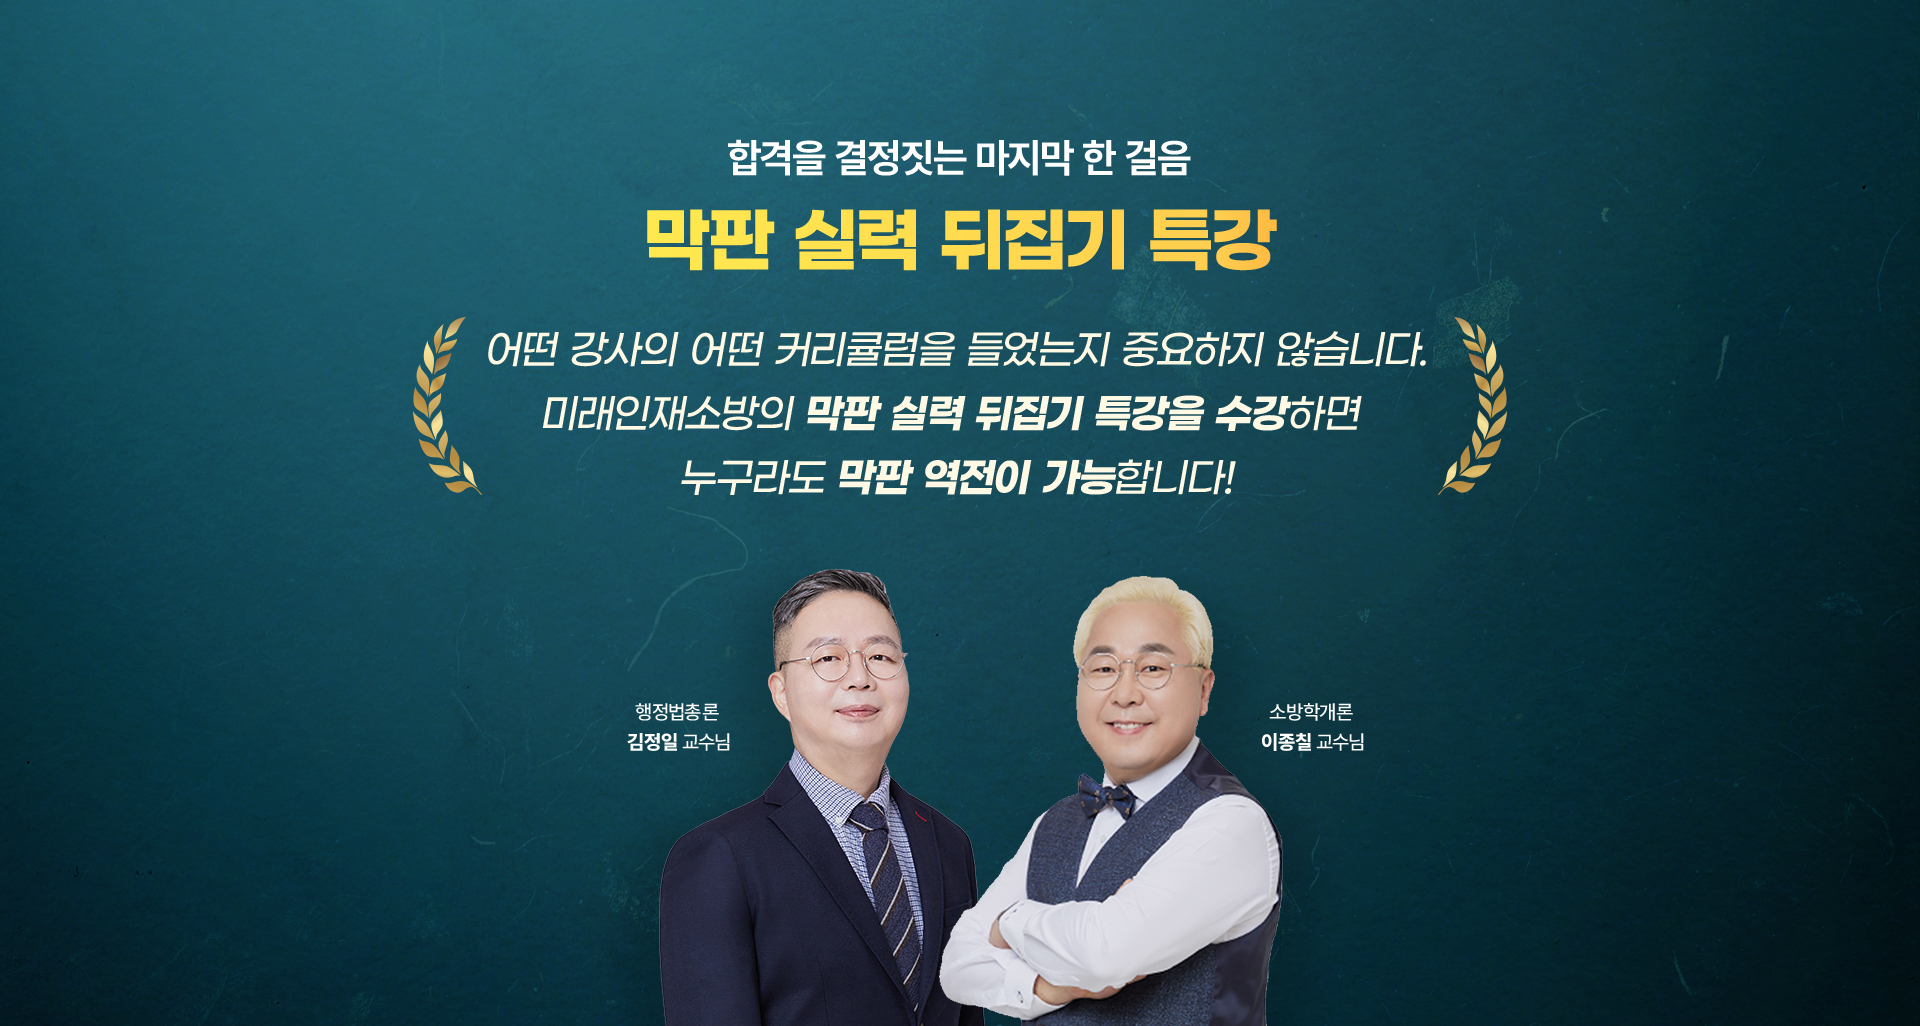 합격을 결정짓는 마지막 한 걸음
막판 실력 뒤집기 특강
어떤 강사의 어떤 커리큘럼을 들었는지 중요하지 않습니다.
미래인재소방의 막판 실력 뒤집기 특강을 수강하면
누구라도 막판 역전이 가능합니다!
행정법총론
김정일 교수님
소방학개론
이종칠 교수님